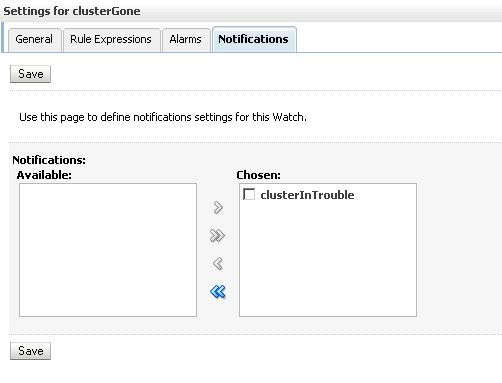 Settings for clusterGone
General Rule Expressions Alarms Notifications
Save
Use this page to define notifications settings for this Watch.
Notifications:
Available: Chosen:
clusterInTrouble
Save